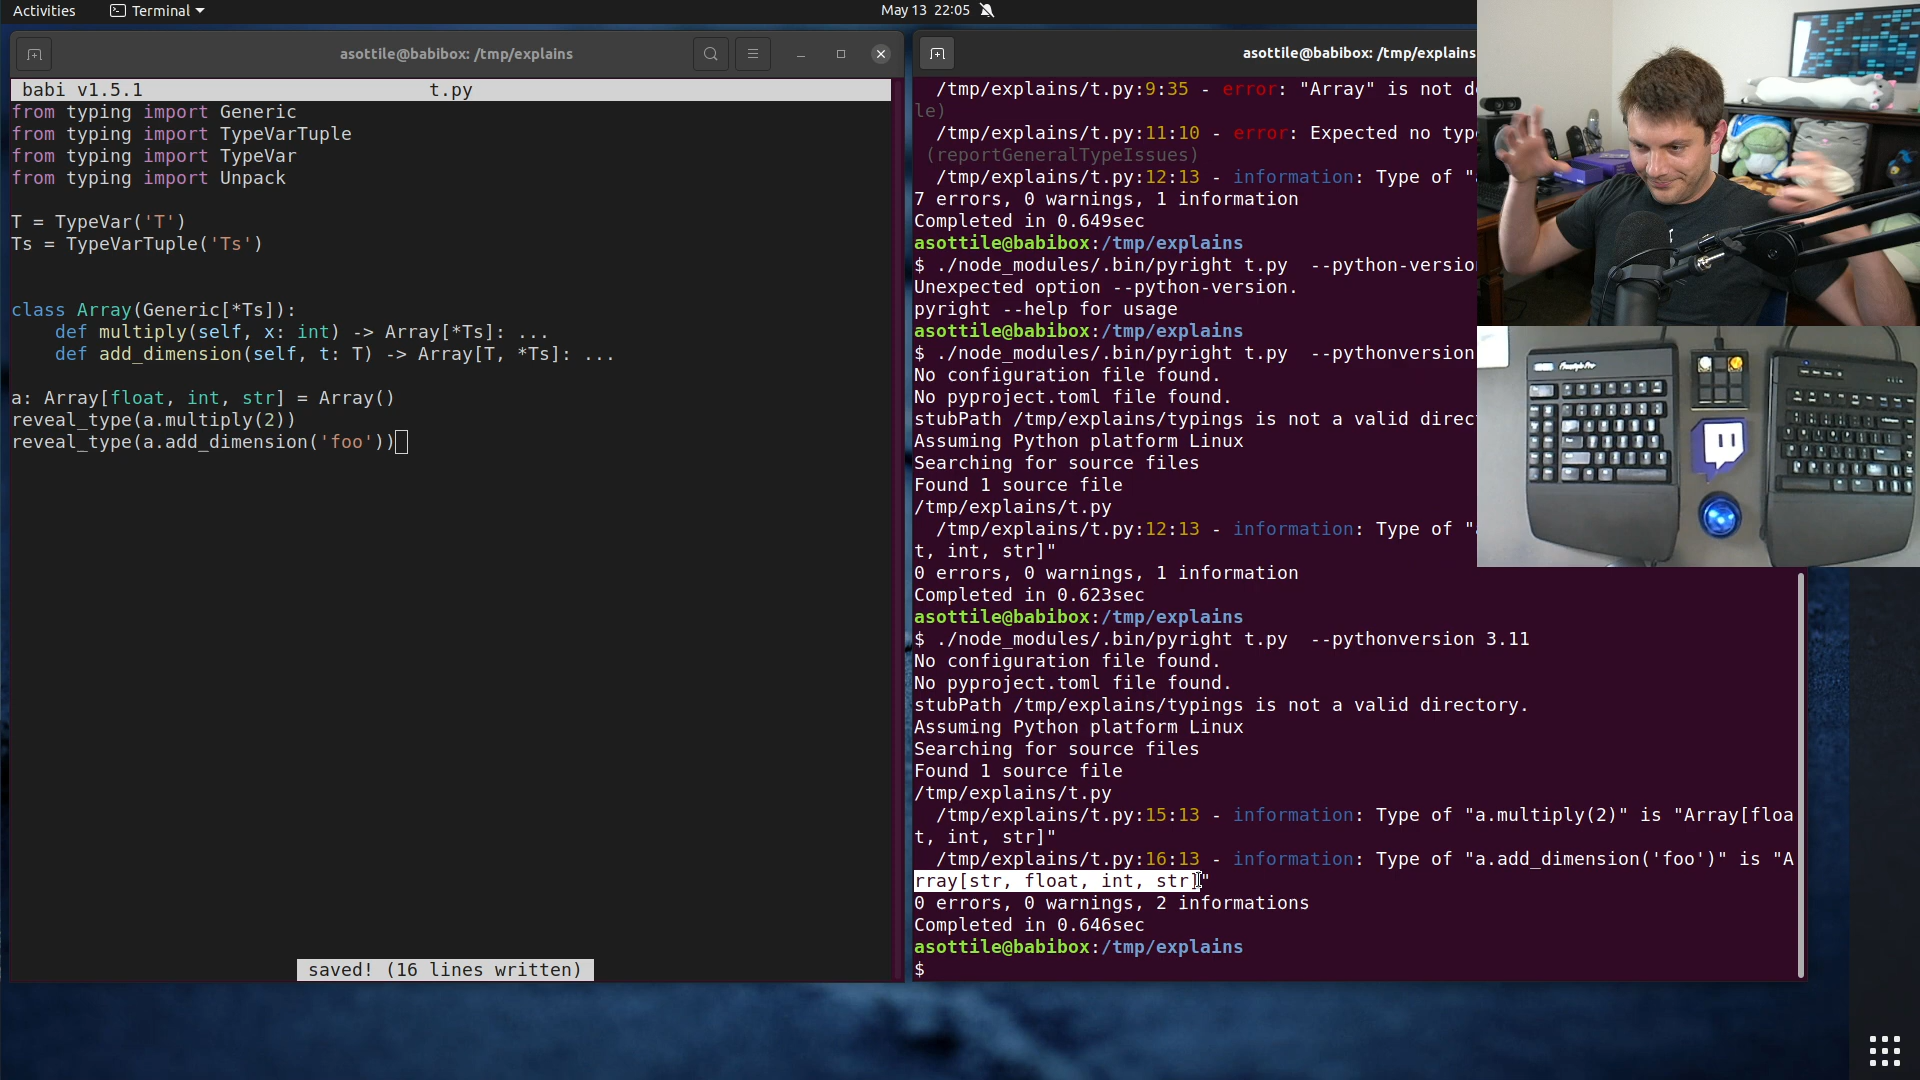 Activities
Terminal
May 13 22:05
asottile@babibox: /tmp/explains
babi v1.5.1 t.py
from typing import Generic
from typing import TypeVarTuple
from typing import TypeVar
from typing import Unpack
T = TypeVar('T')
Ts = TypeVarTuple('Ts')
class Array(Generic[*Ts]):
    def multiply(self, x: int) -> Array[*Ts]: ...
    def add_dimension(self, t: T) -> Array[T, *Ts]: ...
a: Array[float, int, str] = Array()
reveal_type(a.multiply(2))
reveal_type(a.add_dimension('foo'))
saved! (16 lines written)
asottile@babibox: /tmp/explains
/tmp/explains/t.py:9:35 - error: "Array" is not d
le)
/tmp/explains/t.py:11:10 - error: Expected no typ
(reportGeneralTypeIssues)
/tmp/explains/t.py:12:13 - information: Type of "
7 errors, 0 warnings, 1 information
Completed in 0.649sec
asottile@babibox:/tmp/explains
$ ./node_modules/.bin/pyright t.py  --python-versio
Unexpected option --python-version.
pyright --help for usage
asottile@babibox:/tmp/explains
$ ./node_modules/.bin/pyright t.py  --pythonversion
No configuration file found.
No pyproject.toml file found.
stubPath /tmp/explains/typings is not a valid direc
Assuming Python platform Linux
Searching for source files
Found 1 source file
/tmp/explains/t.py
/tmp/explains/t.py:12:13 - information: Type of "
t, int, str]"
0 errors, 0 warnings, 1 information
Completed in 0.623sec
asottile@babibox:/tmp/explains
$ ./node_modules/.bin/pyright t.py  --pythonversion 3.11
No configuration file found.
No pyproject.toml file found.
stubPath /tmp/explains/typings is not a valid directory.
Assuming Python platform Linux
Searching for source files
Found 1 source file
/tmp/explains/t.py
/tmp/explains/t.py:15:13 - information: Type of "a.multiply(2)" is "Array[floa
t, int, str]"
/tmp/explains/t.py:16:13 - information: Type of "a.add_dimension('foo')" is "A
rray[str, float, int, str]"
0 errors, 0 warnings, 2 informations
Completed in 0.646sec
asottile@babibox:/tmp/explains
$